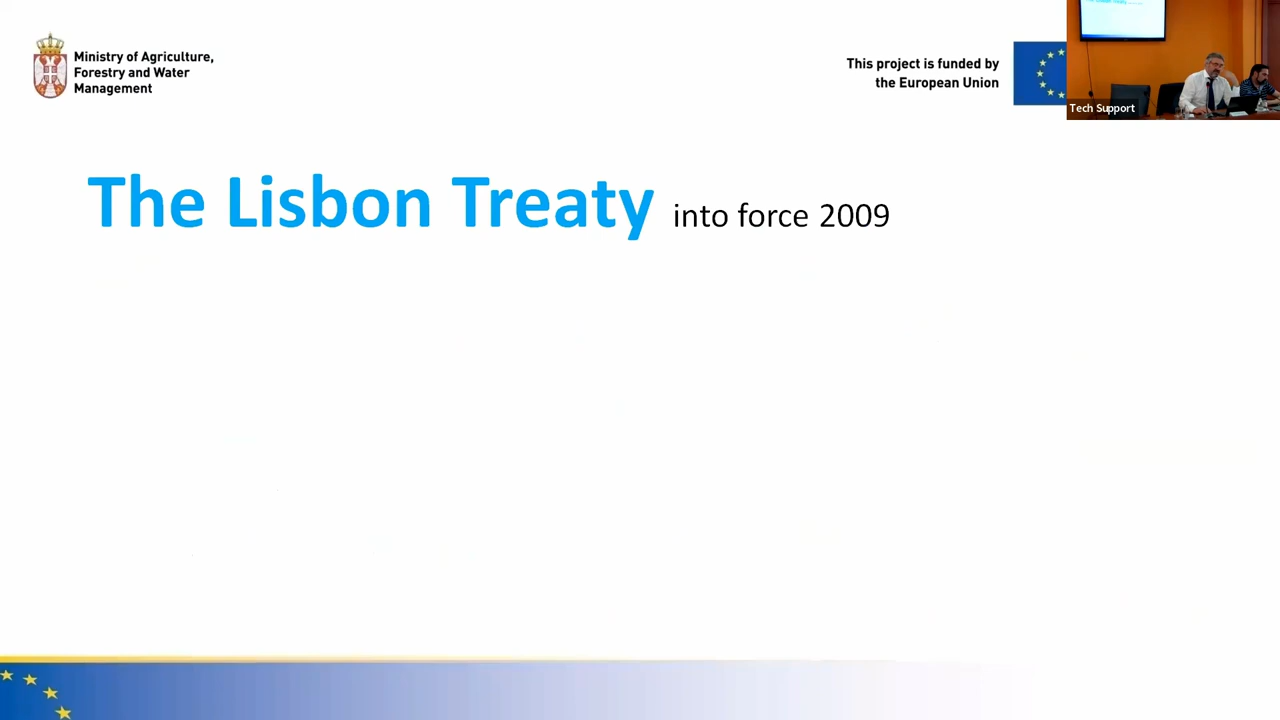 Ministry of Agriculture,
Forestry and Water
Management
This project is funded by
the European Union
Tech Support
The Lisbon Treaty into force 2009